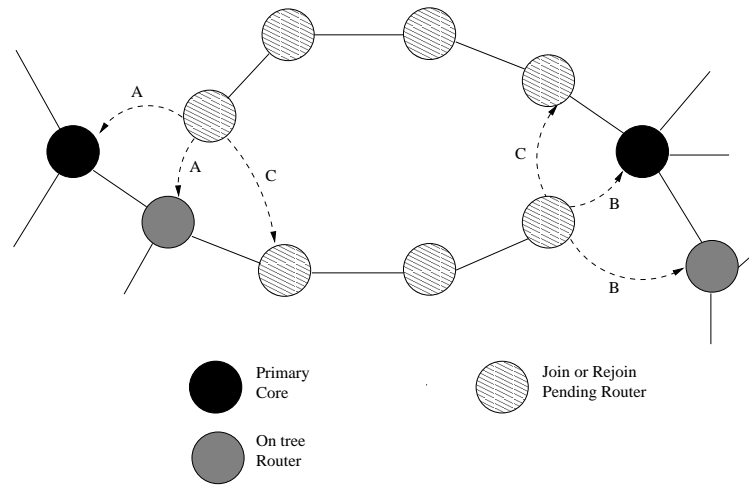 A
A
C
C
B
B
Primary
Core
Join or Rejoin
Pending Router
On tree
Router